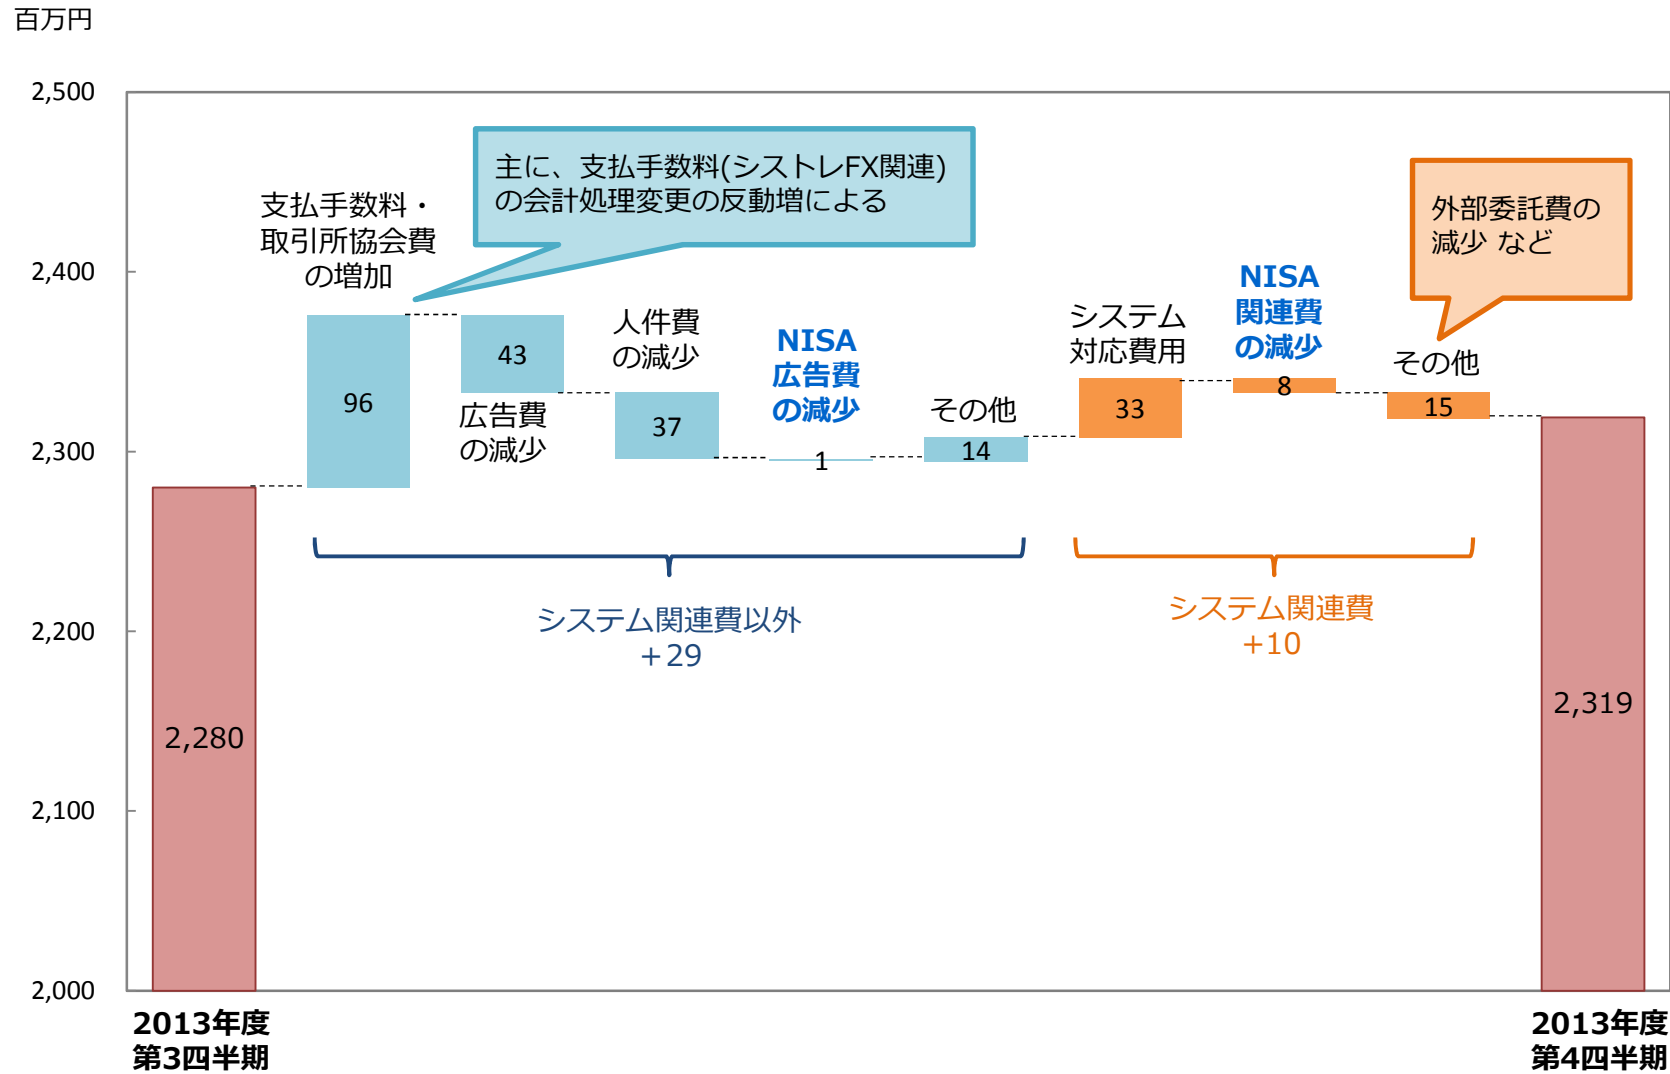 百万円
2,500
2,400
2,300
2,200
2,100
2,000
支払手数料・
取引所協会費
の増加
96
主に、支払手数料(シストレFX関連)
の会計処理変更の反動増による
43
広告費
の減少
人件費
の減少
37
NISA
広告費
の減少
1
その他
14
システム
対応費用
33
NISA
関連費
の減少
8
外部委託費の
減少 など
その他
15
システム関連費以外
＋29
システム関連費
+10
2,280
2,319
2013年度
第3四半期
2013年度
第4四半期